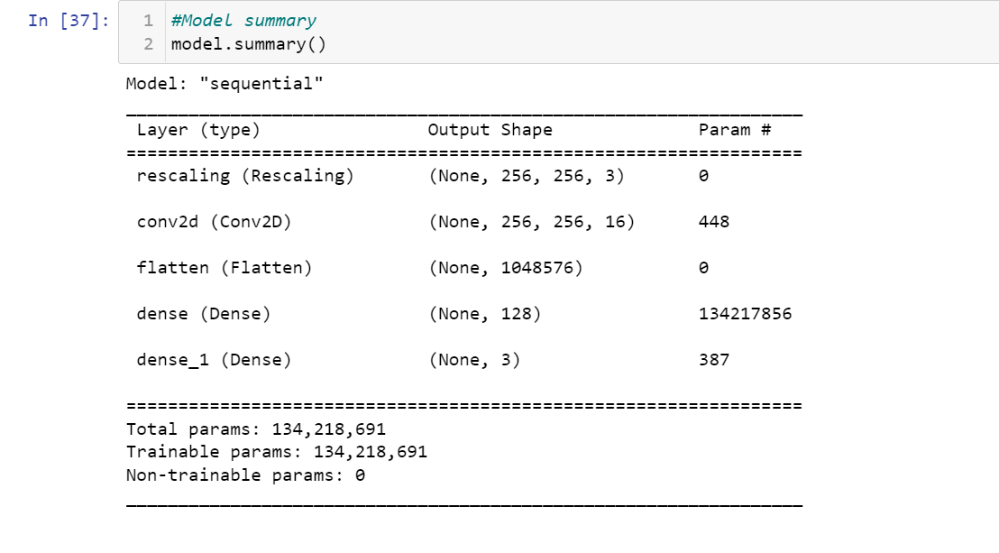 In [37]:
1 #Model summary
2 model.summary()
Model: "sequential"
_________________________________________________________________
Layer (type) Output Shape Param #
=================================================================
rescaling (Rescaling) (None, 256, 256, 3) 0
conv2d (Conv2D) (None, 256, 256, 16) 448
flatten (Flatten) (None, 1048576) 0
dense (Dense) (None, 128) 134217856
dense_1 (Dense) (None, 3) 387
=================================================================
Total params: 134,218,691
Trainable params: 134,218,691
Non-trainable params: 0
_________________________________________________________________